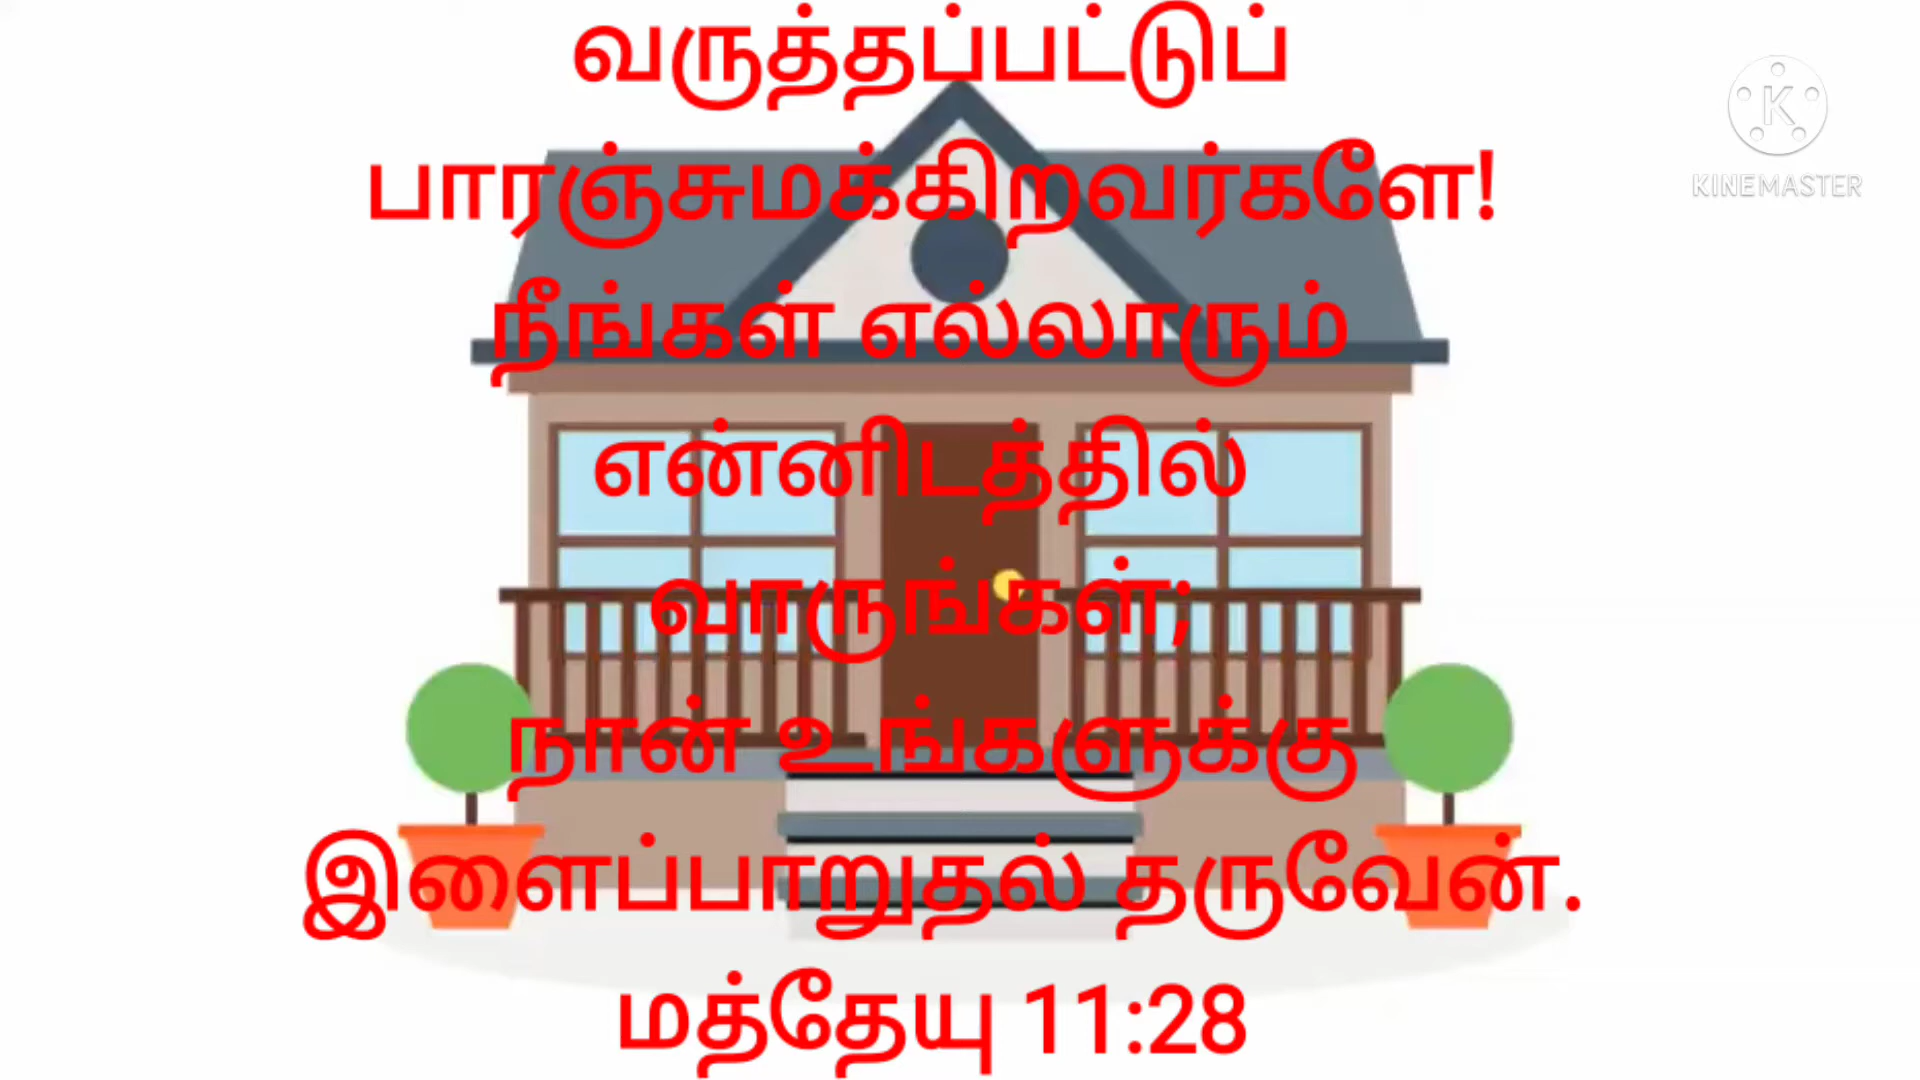 வருத்தப்பட்டுப்
பாரஞ்சுமக்கிறவர்களே!
நீங்கள் எல்லாரும்
என்னிடத்தில்
வாருங்கள்;
நான் உங்களுக்கு
இளைப்பாறுதல் தருவேன்.
மத்தேயு 11:28
K
KINEMASTER